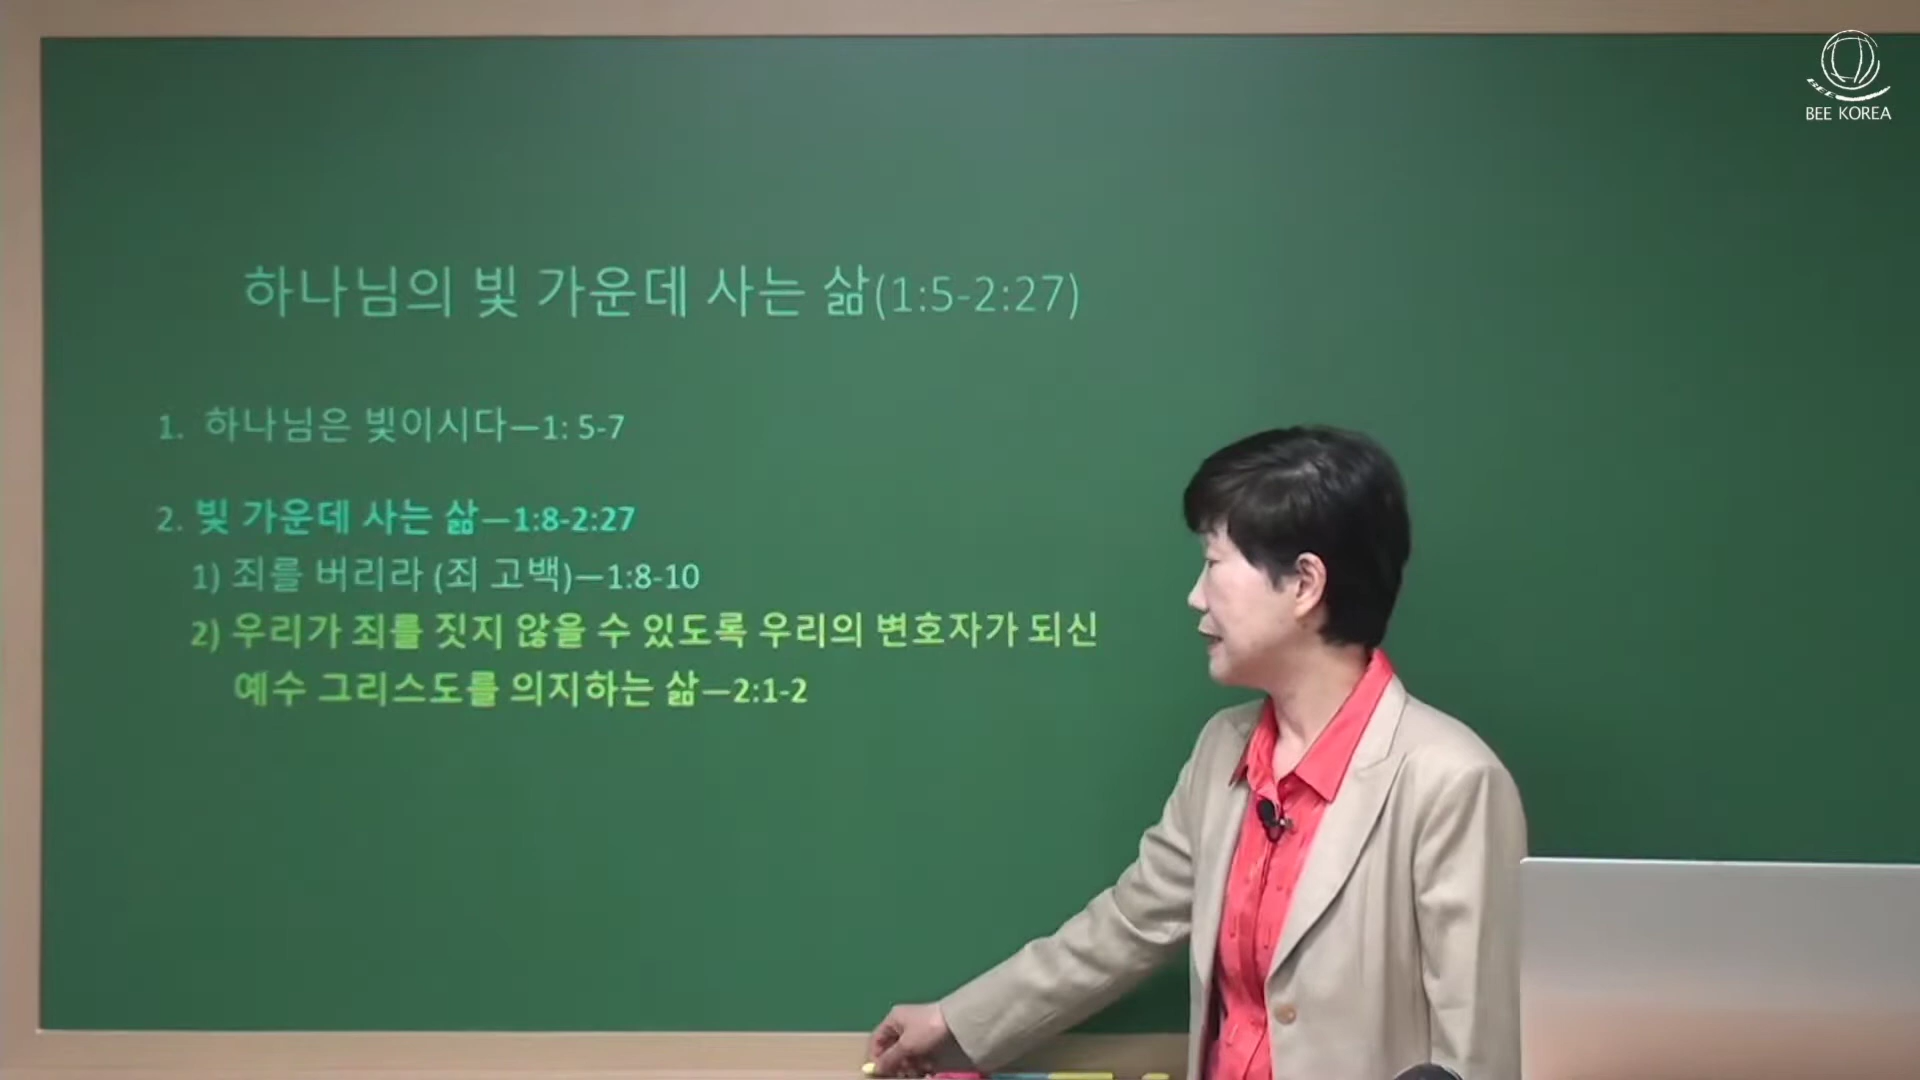 BEE KOREA
하나님의 빛 가운데 사는 삶(1:5-2:27)
1. 하나님은 빛이시다—1: 5-7
2. 빛 가운데 사는 삶—1:8-2:27
1) 죄를 버리라 (죄 고백)—1:8-10
2) 우리가 죄를 짓지 않을 수 있도록 우리의 변호자가 되신
예수 그리스도를 의지하는 삶—2:1-2